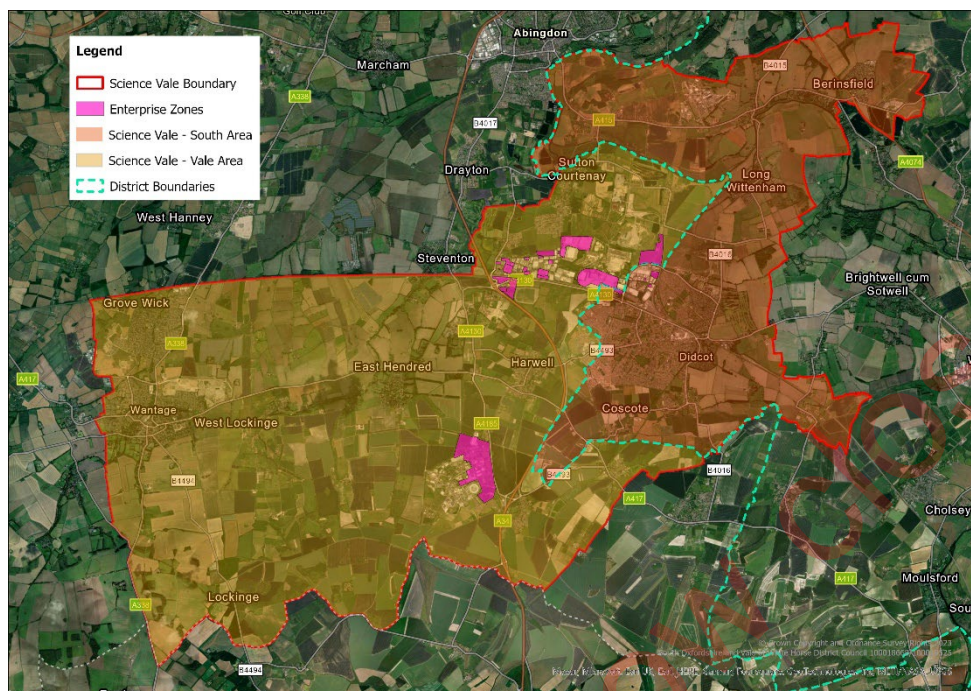 Golf Club
Abingdon
Legend
Marcham
Science Vale Boundary
Enterprise Zones
Science Vale - South Area
Science Vale - Vale Area
District Boundaries
A338
B4017
B4015
Berinsfield
A415
Drayton
Sutton
Courtenay
Long
Wittenham
A4074
West Hanney
Steventon
B4016
Brightwell cum
Sotwell
A4130
Grove Wick
A338
A4130
B4493
Didcot
East Hendred
Harwell
A417
Wantage
West Lockinge
Coscote
A4185
B4494
B4493
B4016
A417
A34
Cholsey
A417
Moulsford
Lockinge
A338
B4494